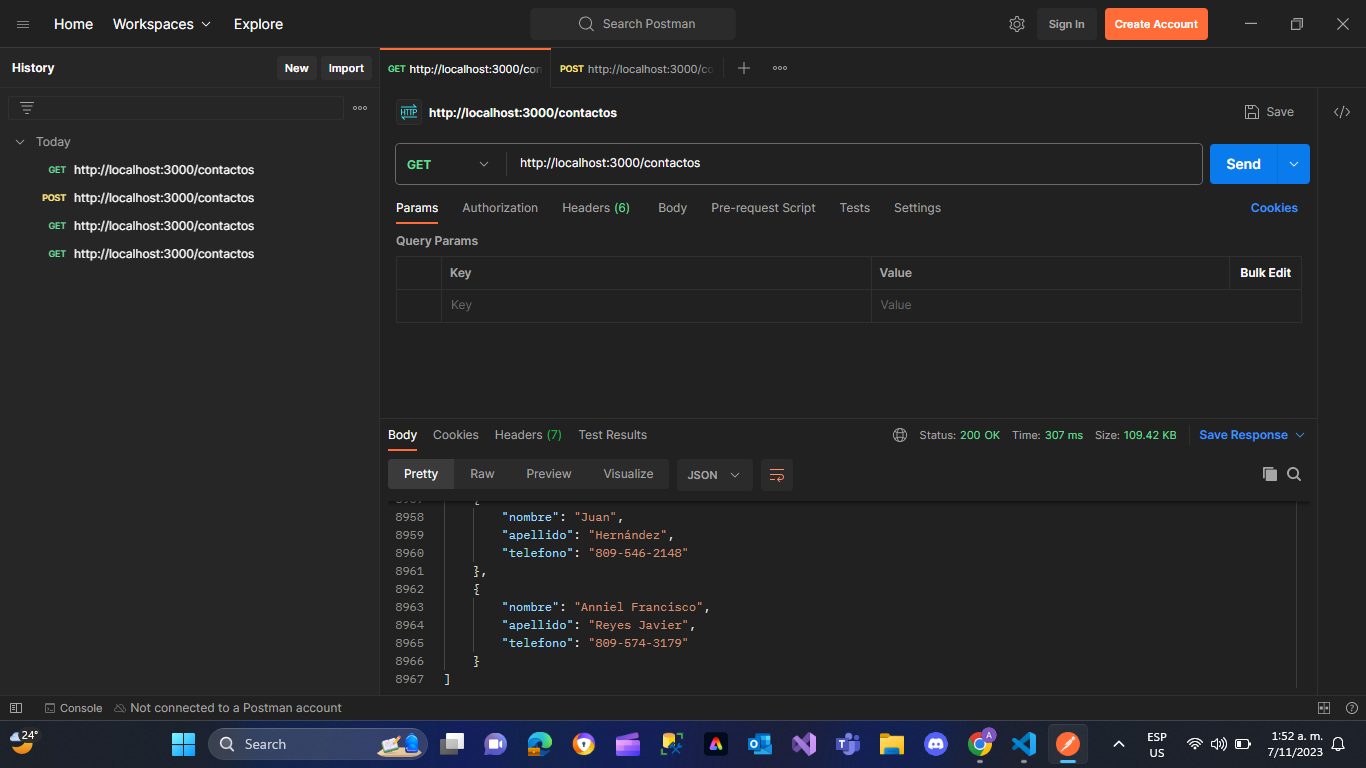 Home Workspaces Explore Search Postman Sign In Create Account
History New Import
GET http://localhost:3000/con POST http://localhost:3000/co
HTTP http://localhost:3000/contactos Save
Today
GET http://localhost:3000/contactos
POST http://localhost:3000/contactos
GET http://localhost:3000/contactos
GET http://localhost:3000/contactos
GET http://localhost:3000/contactos Send
Params Authorization Headers (6) Body Pre-request Script Tests Settings Cookies
Query Params
Key Value Bulk Edit
Key Value
Body Cookies Headers (7) Test Results Status: 200 OK Time: 307 ms Size: 109.42 KB Save Response
Pretty Raw Preview Visualize JSON
8957 {
8958 "nombre": "Juan",
8959 "apellido": "Hernández",
8960 "telefono": "809-546-2148"
8961 },
8962 {
8963 "nombre": "Anniel Francisco",
8964 "apellido": "Reyes Javier",
8965 "telefono": "809-574-3179"
8966 }
8967 ]
Console Not connected to a Postman account
24° Search A ESP US 1:52 a. m. 7/11/2023